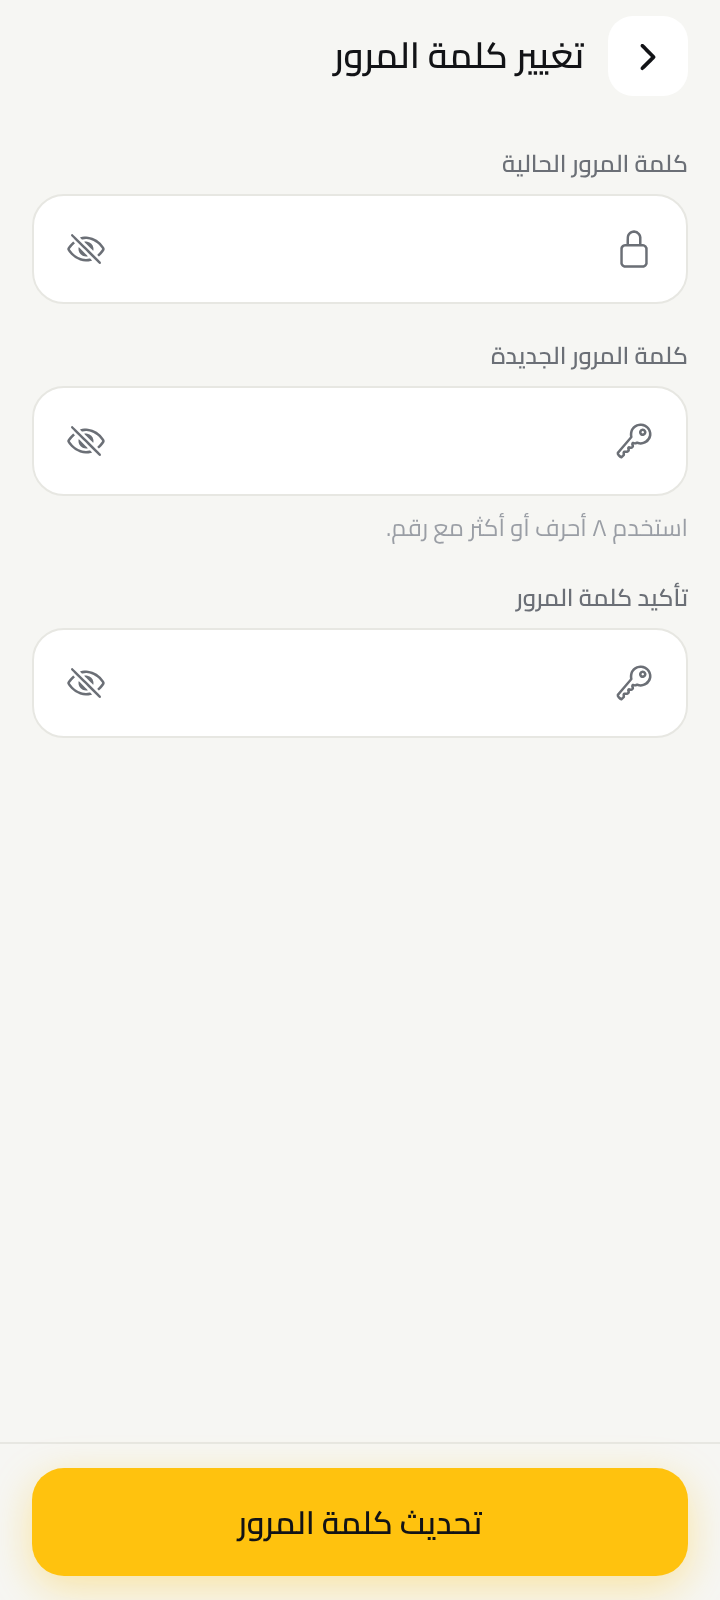 تغيير كلمة المرور
كلمة المرور الحالية
كلمة المرور الجديدة
استخدم ٨ أحرف أو أكثر مع رقم.
تأكيد كلمة المرور
تحديث كلمة المرور